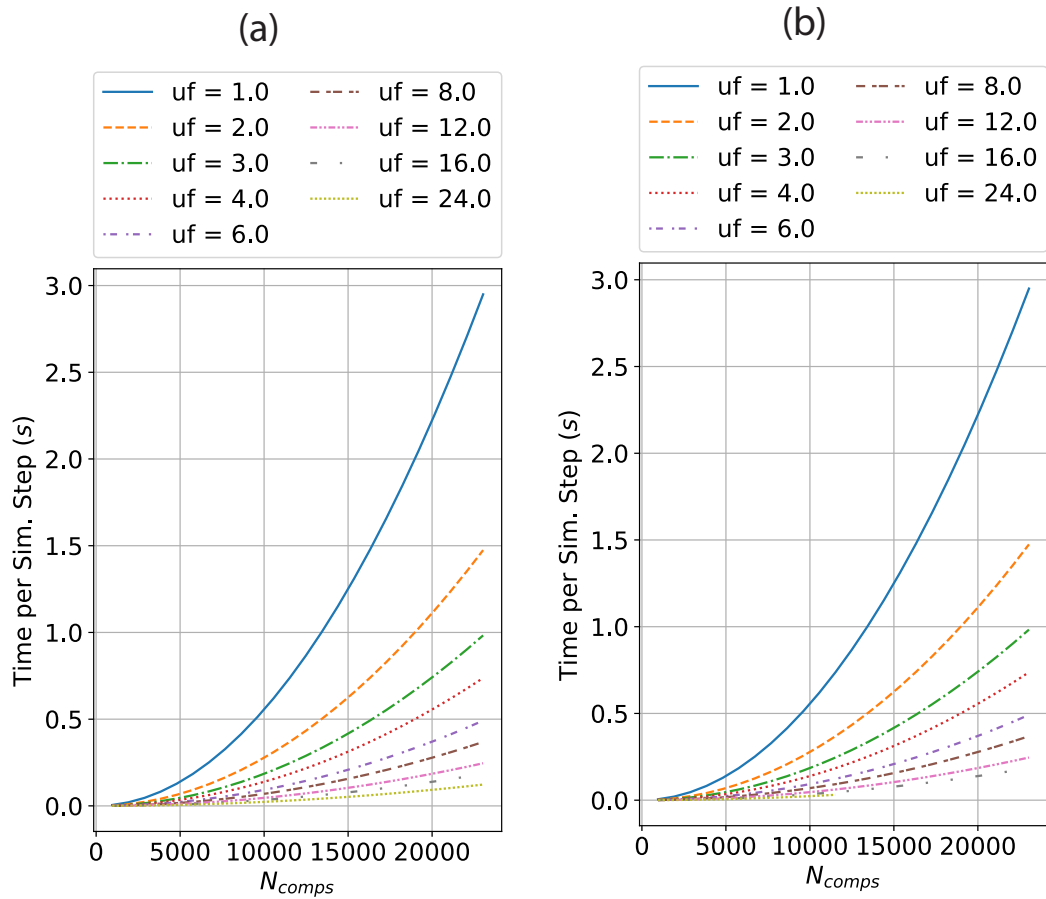 (a)
uf = 1.0
uf = 2.0
uf = 3.0
uf = 4.0
uf = 6.0
uf = 8.0
uf = 12.0
uf = 16.0
uf = 24.0
Time per Sim. Step (s)
3.0
2.5
2.0
1.5
1.0
0.5
0.0
0
5000
10000
15000
20000
N_comps
(b)
uf = 1.0
uf = 2.0
uf = 3.0
uf = 4.0
uf = 6.0
uf = 8.0
uf = 12.0
uf = 16.0
uf = 24.0
Time per Sim. Step (s)
3.0
2.5
2.0
1.5
1.0
0.5
0.0
0
5000
10000
15000
20000
N_comps